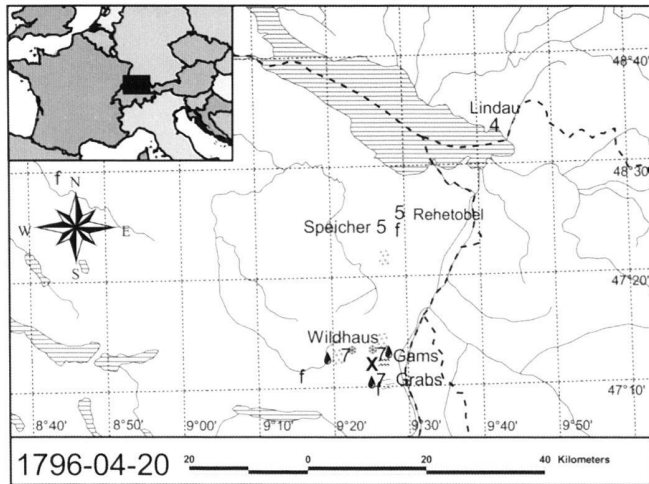 Lindau
4
48°40'
48°30'
f
N
W E
S
5
Speicher 5
f
Rehetobel
47°20'
Wildhaus
7
7 Gams
X
f
7 Grabs
f
47°10'
8°40' 8°50' 9°00' 9°10' 9°20' 9°30' 9°40' 9°50'
1796-04-20
20 0 20 40 Kilometers